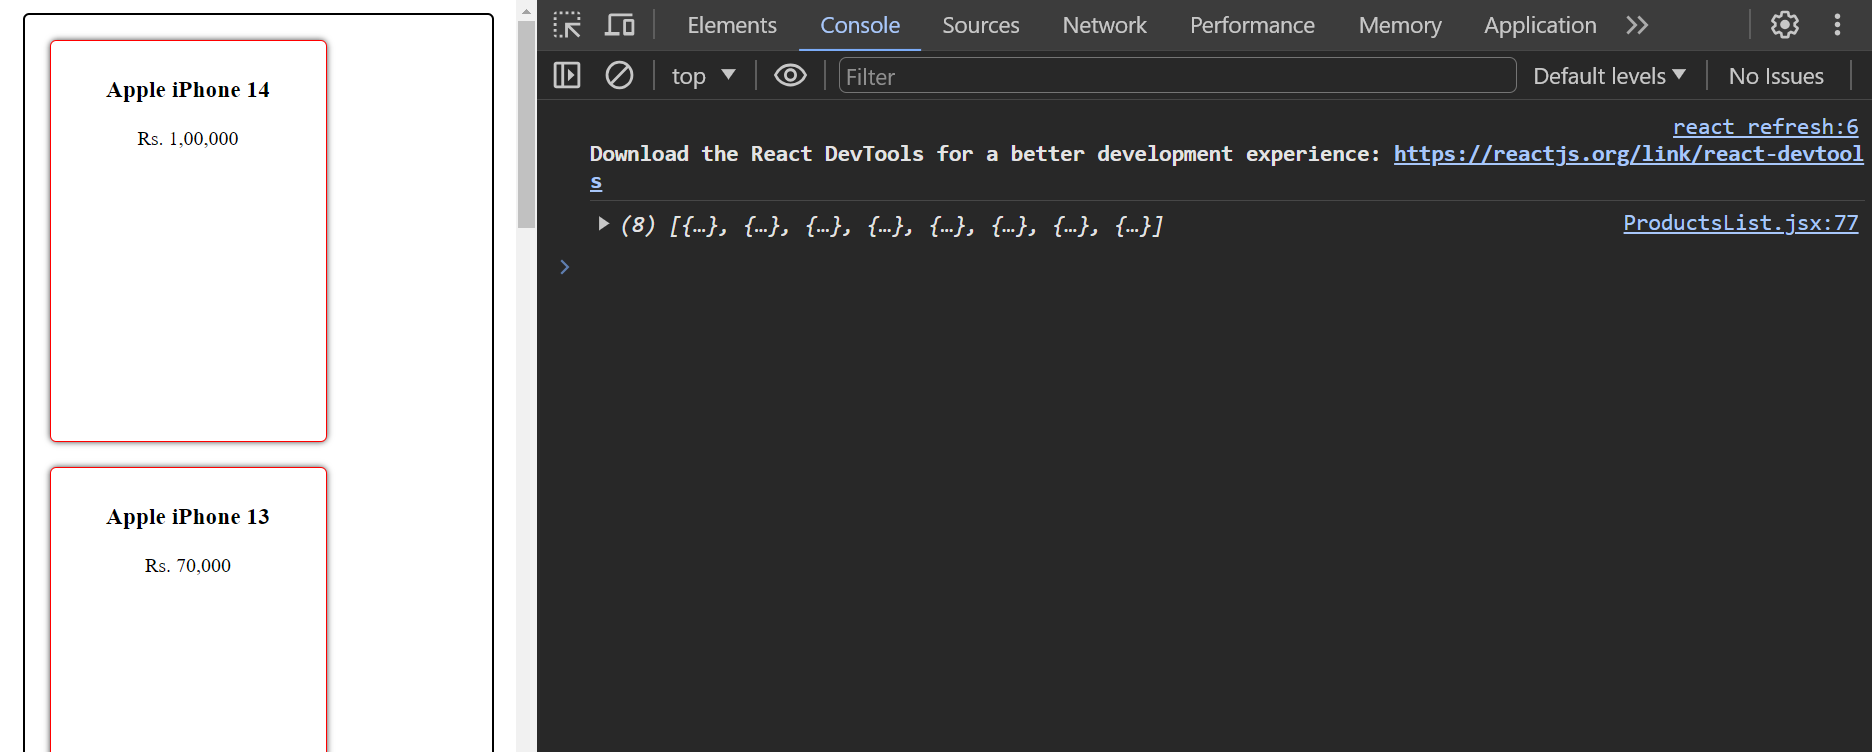 Apple iPhone 14
Rs. 1,00,000
Apple iPhone 13
Rs. 70,000
Elements Console Sources Network Performance Memory Application
top Filter Default levels No Issues
react refresh:6
Download the React DevTools for a better development experience: https://reactjs.org/link/react-devtool
s
(8) [{…}, {…}, {…}, {…}, {…}, {…}, {…}, {…}] ProductsList.jsx:77